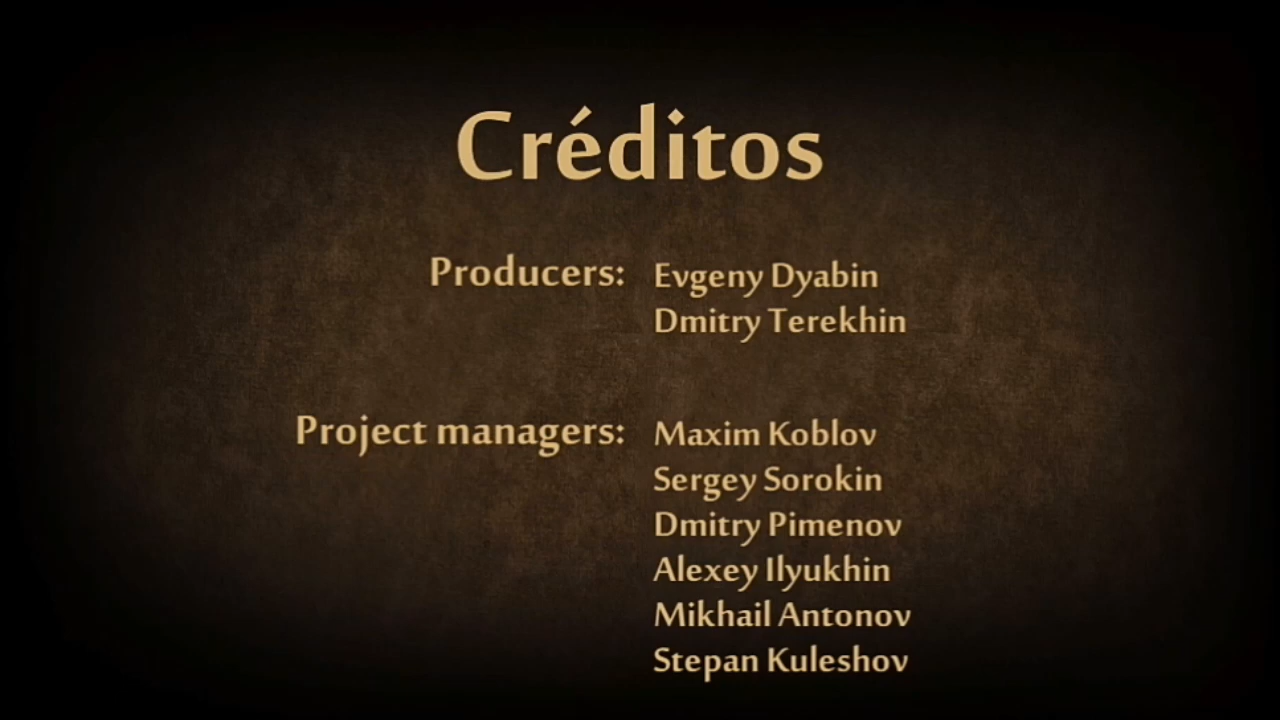 Créditos
Producers: Evgeny Dyabin
Dmitry Terekhin
Project managers: Maxim Koblov
Sergey Sorokin
Dmitry Pimenov
Alexey Ilyukhin
Mikhail Antonov
Stepan Kuleshov